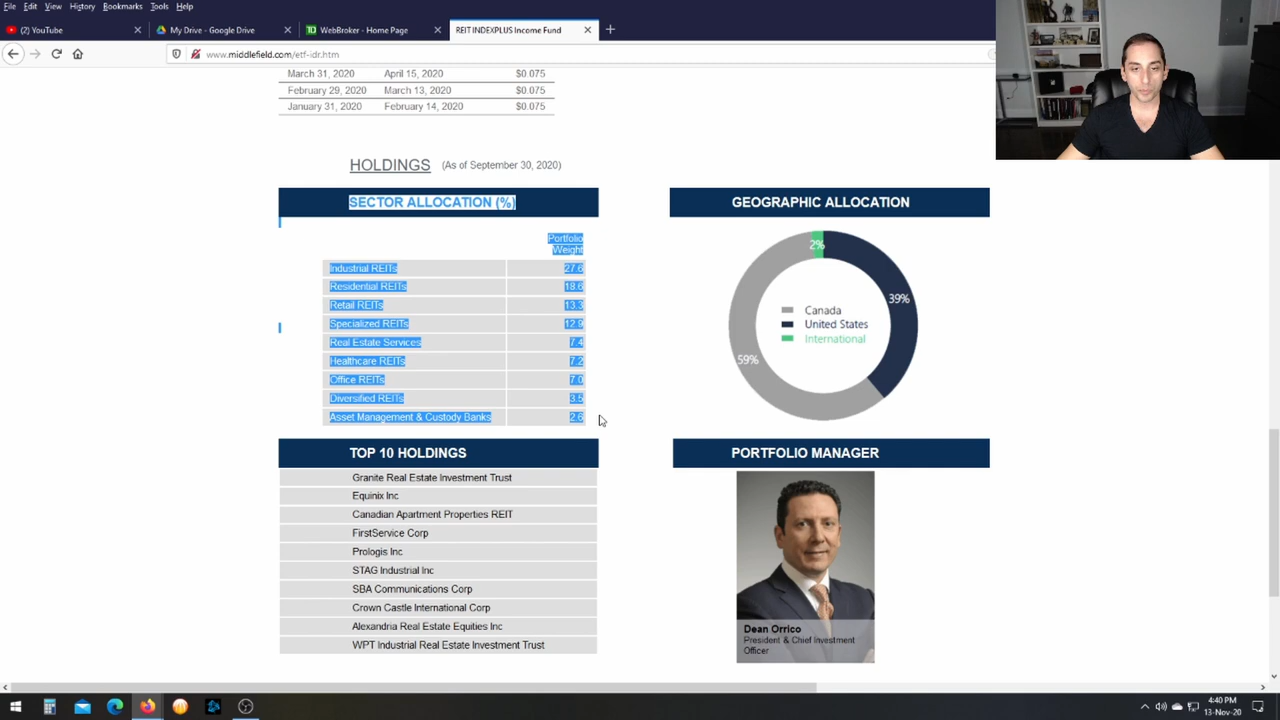 File Edit View History Bookmarks Tools Help
(2) YouTube
My Drive - Google Drive
WebBroker - Home Page
REIT INDEXPLUS Income Fund
www.middlefield.com/etf-idr.htm
March 31, 2020 April 15, 2020 $0.075
February 29, 2020 March 13, 2020 $0.075
January 31, 2020 February 14, 2020 $0.075
HOLDINGS (As of September 30, 2020)
SECTOR ALLOCATION (%)
Portfolio
Weight
Industrial REITs 27.6
Residential REITs 18.6
Retail REITs 13.3
Specialized REITs 12.9
Real Estate Services 7.4
Healthcare REITs 7.2
Office REITs 7.0
Diversified REITs 3.5
Asset Management & Custody Banks 2.6
GEOGRAPHIC ALLOCATION
2%
39%
59%
Canada
United States
International
TOP 10 HOLDINGS
Granite Real Estate Investment Trust
Equinix Inc
Canadian Apartment Properties REIT
FirstService Corp
Prologis Inc
STAG Industrial Inc
SBA Communications Corp
Crown Castle International Corp
Alexandria Real Estate Equities Inc
WPT Industrial Real Estate Investment Trust
PORTFOLIO MANAGER
Dean Orrico
President & Chief Investment
Officer
4:40 PM
13-Nov-20